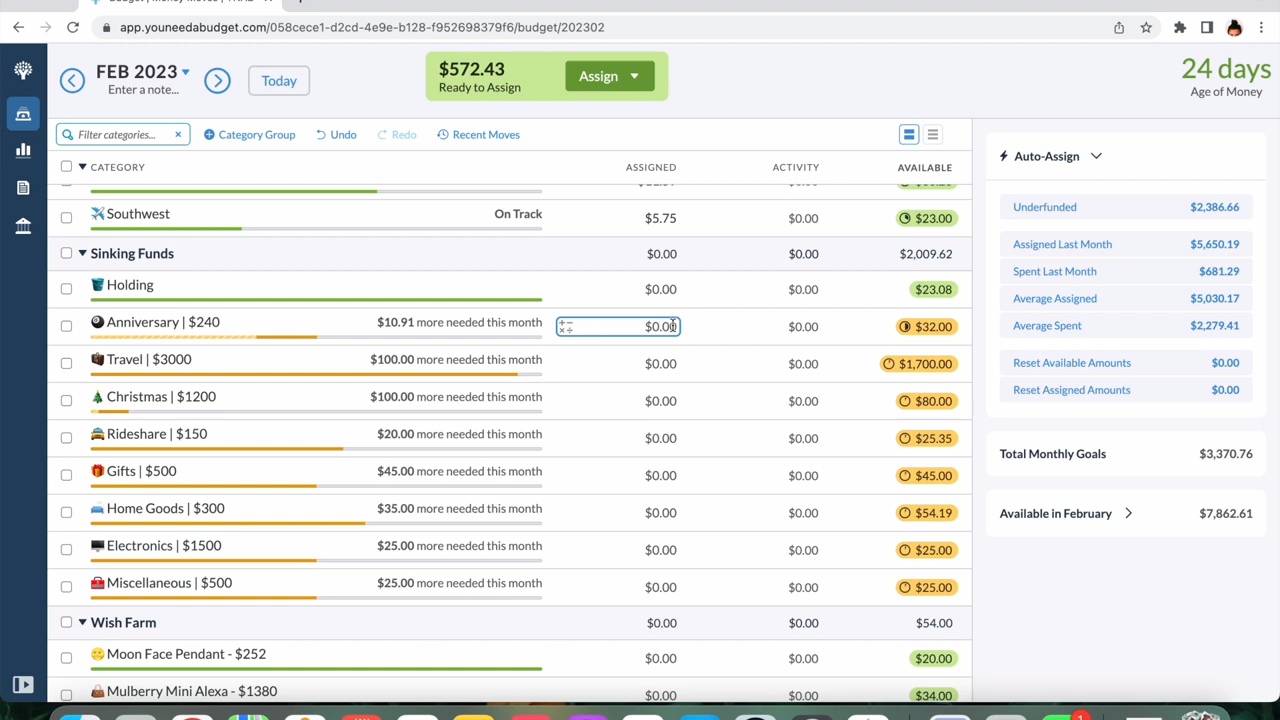 app.youneedabudget.com/058cece1-d2cd-4e9e-b128-f952698379f6/budget/202302
FEB 2023
Enter a note...
Today
$572.43
Ready to Assign
Assign
24 days
Age of Money
Filter categories...
Category Group
Undo
Redo
Recent Moves
CATEGORY ASSIGNED ACTIVITY AVAILABLE
Southwest On Track $5.75 $0.00 $23.00
Sinking Funds $0.00 $0.00 $2,009.62
Holding $0.00 $0.00 $23.08
Anniversary | $240 $10.91 more needed this month $0.00 $0.00 $32.00
Travel | $3000 $100.00 more needed this month $0.00 $0.00 $1,700.00
Christmas | $1200 $100.00 more needed this month $0.00 $0.00 $80.00
Rideshare | $150 $20.00 more needed this month $0.00 $0.00 $25.35
Gifts | $500 $45.00 more needed this month $0.00 $0.00 $45.00
Home Goods | $300 $35.00 more needed this month $0.00 $0.00 $54.19
Electronics | $1500 $25.00 more needed this month $0.00 $0.00 $25.00
Miscellaneous | $500 $25.00 more needed this month $0.00 $0.00 $25.00
Wish Farm $0.00 $0.00 $54.00
Moon Face Pendant - $252 $0.00 $0.00 $20.00
Mulberry Mini Alexa - $1380 $0.00 $0.00 $34.00
Auto-Assign
Underfunded $2,386.66
Assigned Last Month $5,650.19
Spent Last Month $681.29
Average Assigned $5,030.17
Average Spent $2,279.41
Reset Available Amounts $0.00
Reset Assigned Amounts $0.00
Total Monthly Goals $3,370.76
Available in February $7,862.61